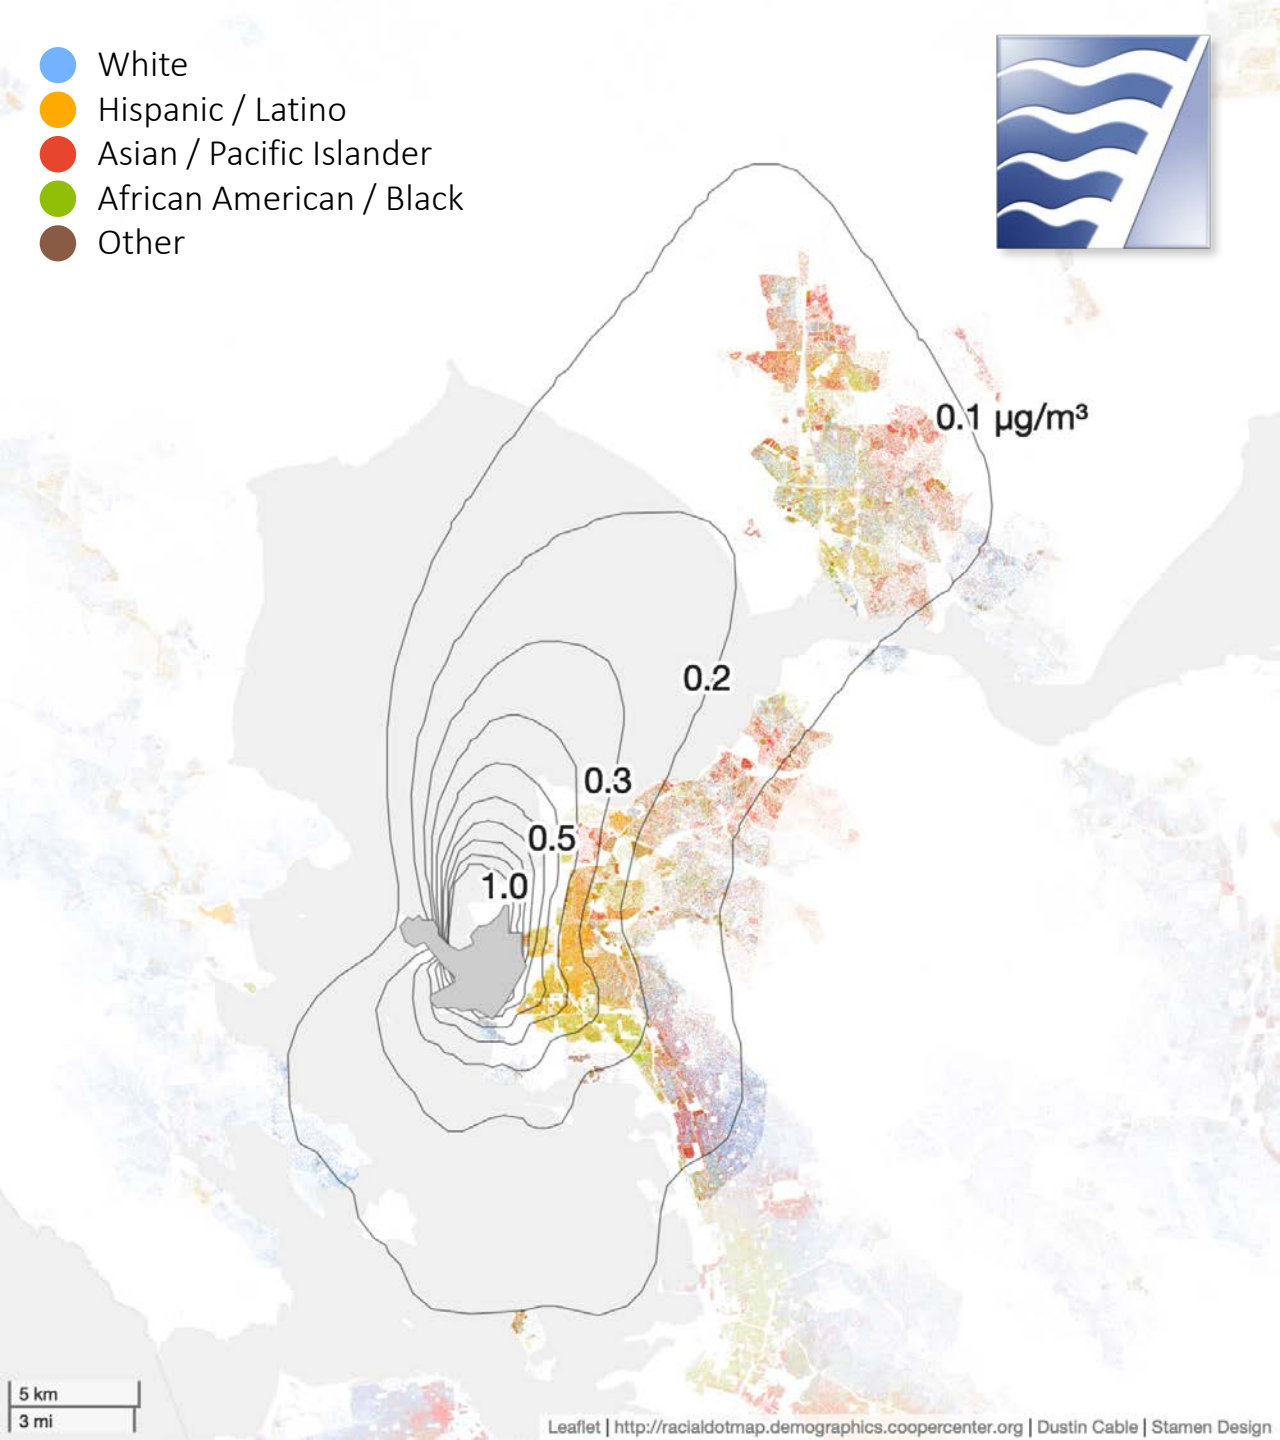 White
Hispanic / Latino
Asian / Pacific Islander
African American / Black
Other
0.1 µg/m³
0.2
0.3
0.5
1.0
5 km
3 mi
Leaflet | http://racialdotmap.demographics.coopercenter.org | Dustin Cable | Stamen Design